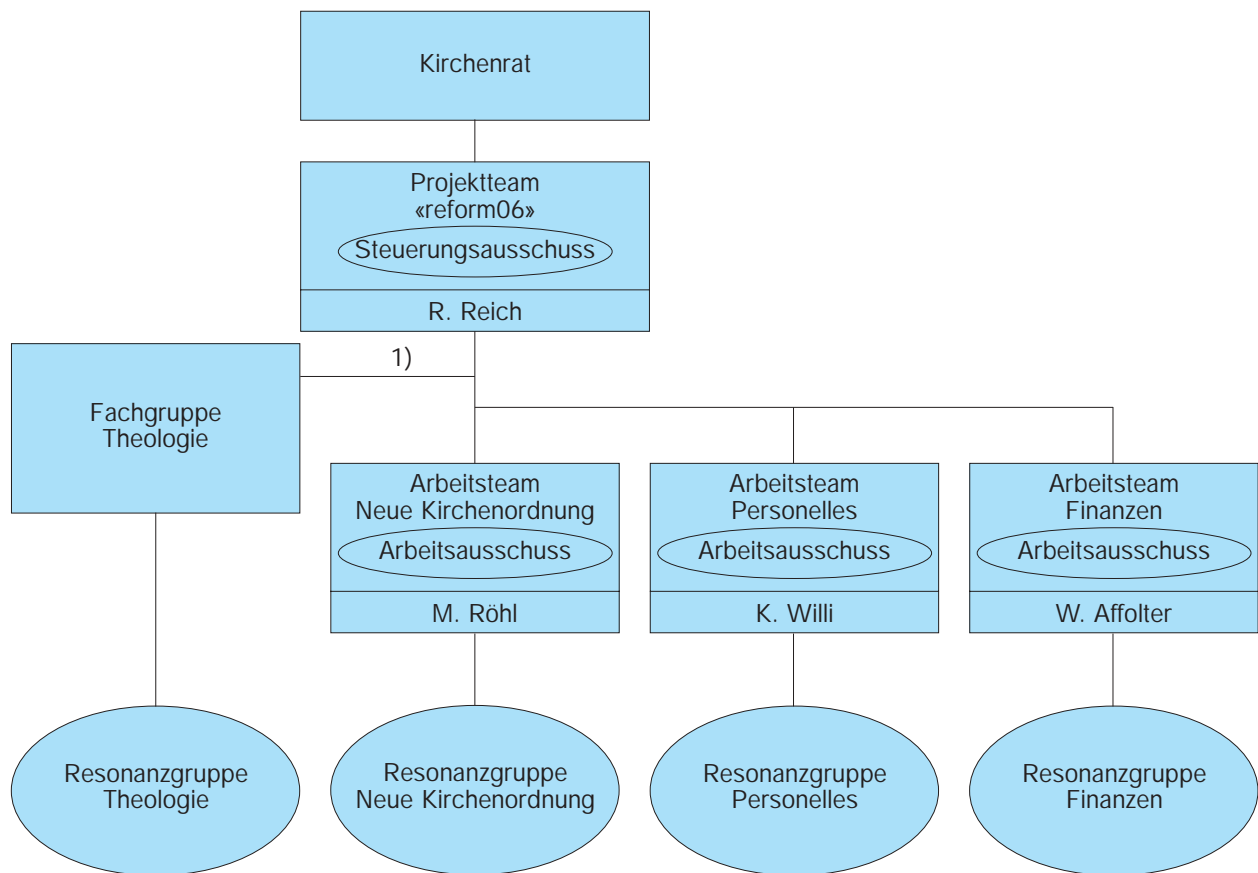 Kirchenrat
Projektteam
«reform06»
Steuerungsausschuss
R. Reich
1)
Fachgruppe
Theologie
Arbeitsteam
Neue Kirchenordnung
Arbeitsausschuss
M. Röhl
Arbeitsteam
Personelles
Arbeitsausschuss
K. Willi
Arbeitsteam
Finanzen
Arbeitsausschuss
W. Affolter
Resonanzgruppe
Theologie
Resonanzgruppe
Neue Kirchenordnung
Resonanzgruppe
Personelles
Resonanzgruppe
Finanzen